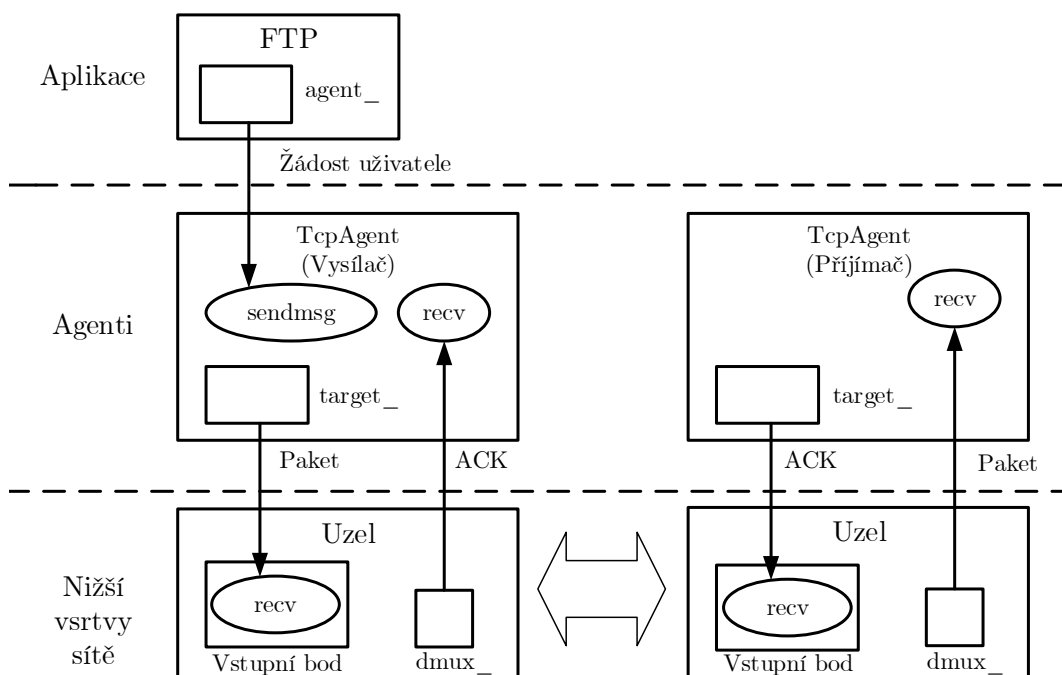 FTP
Aplikace
agent_
Žádost uživatele
TcpAgent
(Vysílač)
TcpAgent
(Příjímač)
sendmsg
recv
recv
Agenti
target_
target_
Paket
ACK
ACK
Paket
Uzel
Uzel
Nižší
vsrtvy
sítě
recv
recv
Vstupní bod
dmux_
Vstupní bod
dmux_